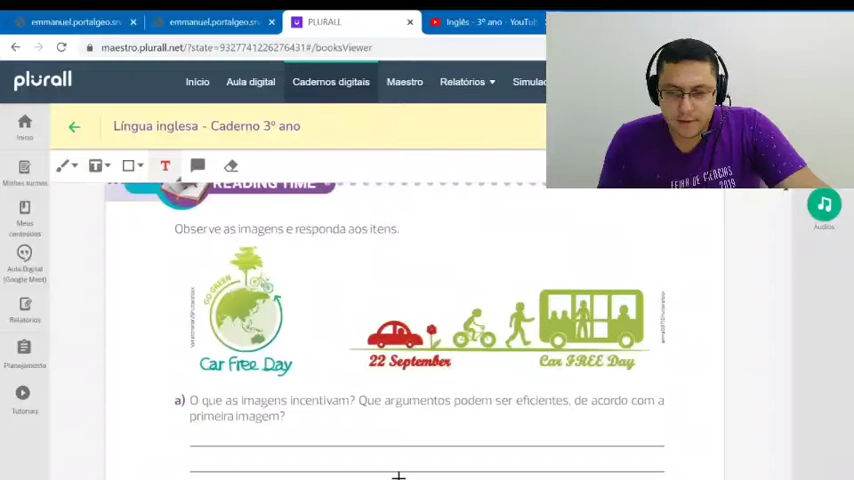 emmanuel.portalgeo.sn
emmanuel.portalgeo.sn
PLURALL
Inglês - 3º ano - YouTub
maestro.plurall.net/?state=9327741226276431#/booksViewer
plurall
Início
Aula digital
Cadernos digitais
Maestro
Relatórios
Simulad
Início
Língua inglesa - Caderno 3º ano
Minhas turmas
T
T
READING TIME
FEIRA DE CIÊNCIAS
2019
Meus
conteúdos
Áudios
Observe as imagens e responda aos itens.
Aula Digital
(Google Meet)
GO GREEN
Relatórios
Car Free Day
22 September
Car FREE Day
Planejamento
a) O que as imagens incentivam? Que argumentos podem ser eficientes, de acordo com a
primeira imagem?
Tutoriais